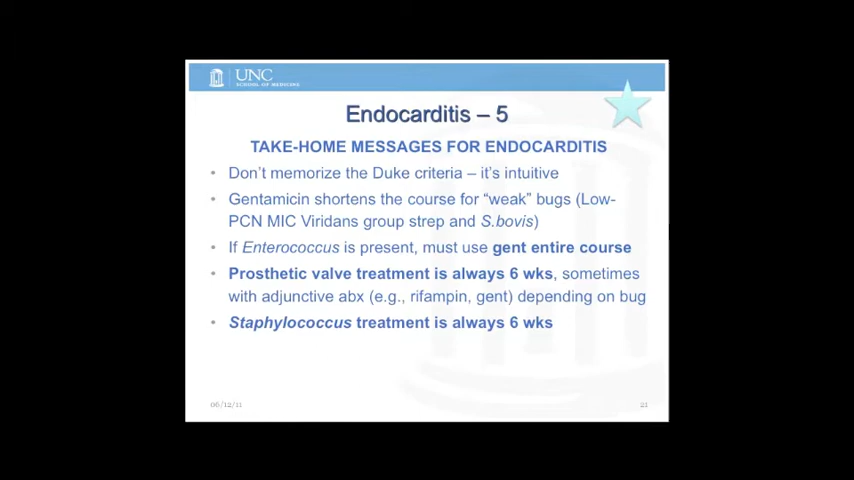 UNC
SCHOOL OF MEDICINE
Endocarditis – 5
TAKE-HOME MESSAGES FOR ENDOCARDITIS
• Don't memorize the Duke criteria – it's intuitive
• Gentamicin shortens the course for "weak" bugs (Low-
PCN MIC Viridans group strep and S.bovis)
• If Enterococcus is present, must use gent entire course
• Prosthetic valve treatment is always 6 wks, sometimes
with adjunctive abx (e.g., rifampin, gent) depending on bug
• Staphylococcus treatment is always 6 wks
06/12/11
21